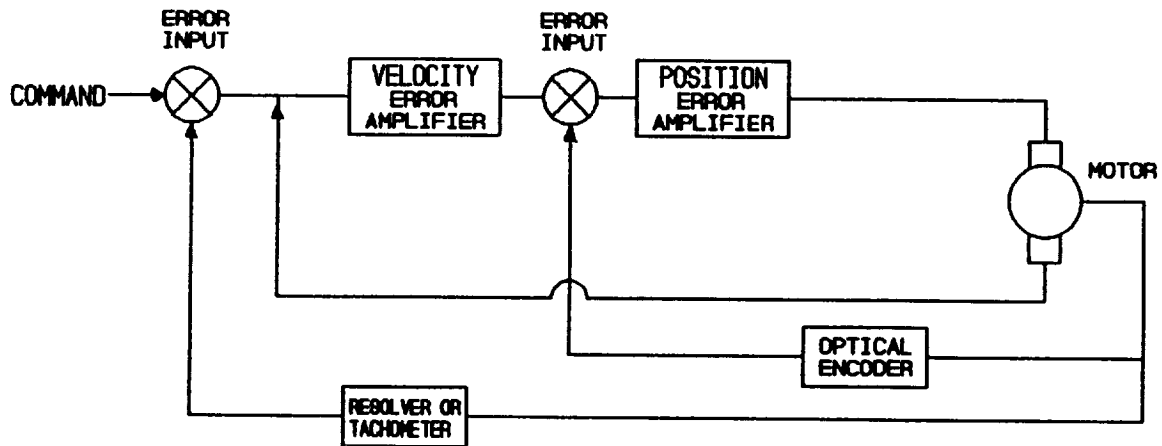 ERROR
INPUT
ERROR
INPUT
COMMAND
VELOCITY
ERROR
AMPLIFIER
POSITION
ERROR
AMPLIFIER
MOTOR
OPTICAL
ENCODER
RESOLVER OR
TACHOMETER